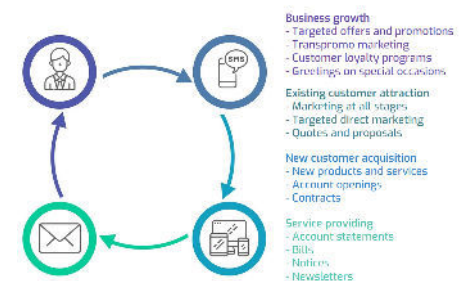 SMS
Business growth
- Targeted offers and promotions
- Transpromo marketing
- Customer loyalty programs
- Greetings on special occasions
Existing customer attraction
- Marketing at all stages
- Targeted direct marketing
- Quotes and proposals
New customer acquisition
- New products and services
- Account openings
- Contracts
Service providing
- Account statements
- Bills
- Notices
- Newsletters